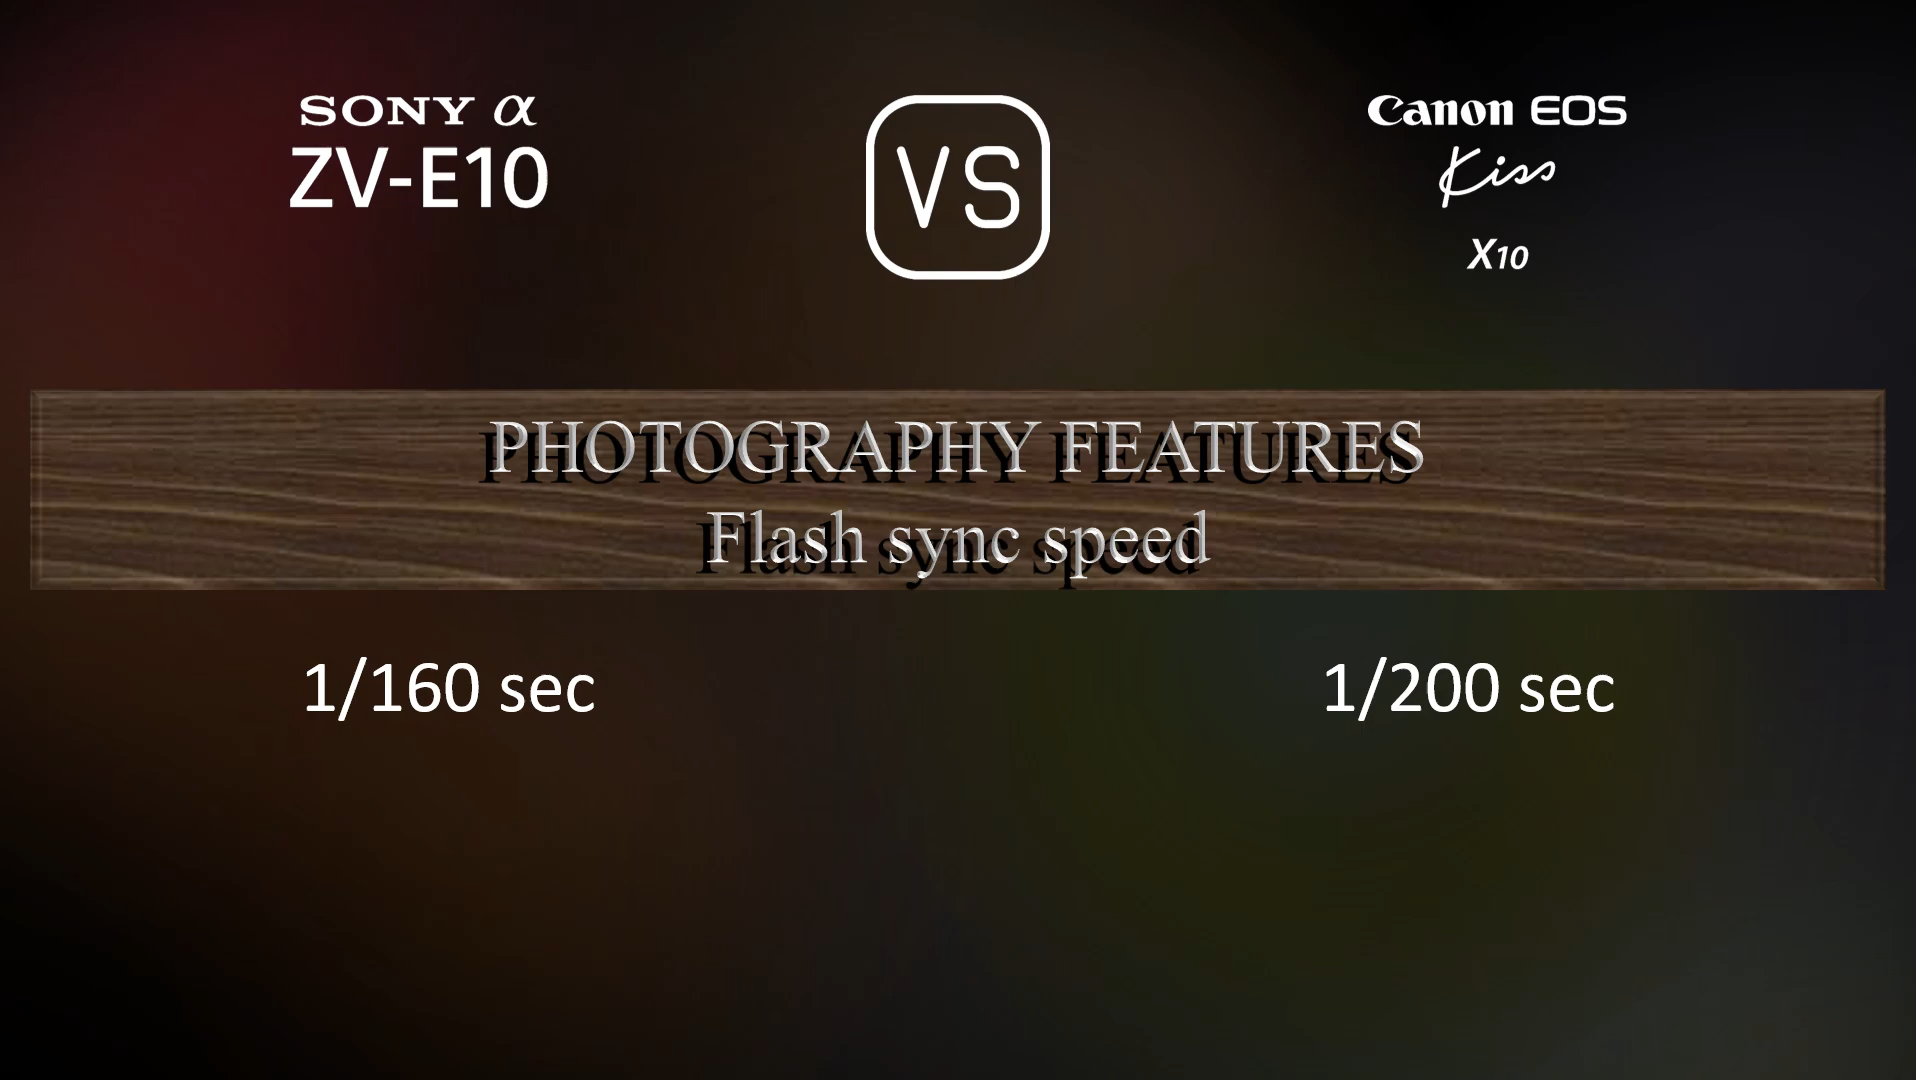 SONY α
ZV-E10
VS
Canon EOS
Kiss
X10
PHOTOGRAPHY FEATURES
Flash sync speed
1/160 sec
1/200 sec